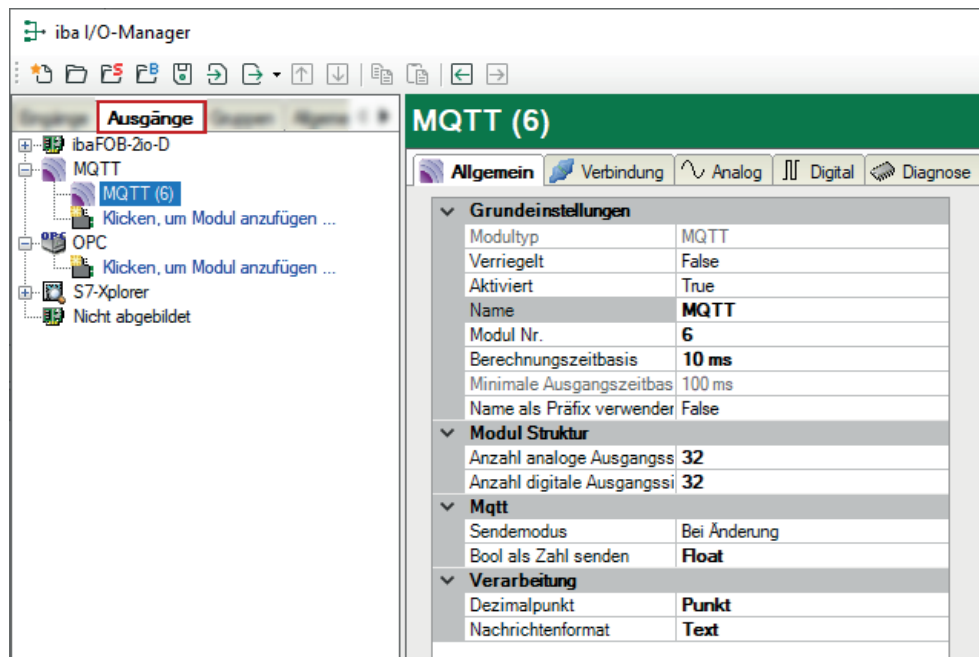 iba I/O-Manager
Ausgänge
ibaFOB-2io-D
MQTT
MQTT (6)
Klicken, um Modul anzufügen ...
OPC
Klicken, um Modul anzufügen ...
S7-Xplorer
Nicht abgebildet
MQTT (6)
Allgemein Verbindung Analog Digital Diagnose
Grundeinstellungen
Modultyp MQTT
Verriegelt False
Aktiviert True
Name MQTT
Modul Nr. 6
Berechnungszeitbasis 10 ms
Minimale Ausgangszeitbas 100 ms
Name als Präfix verwender False
Modul Struktur
Anzahl analoge Ausgangss 32
Anzahl digitale Ausgangssi 32
Mqtt
Sendemodus Bei Änderung
Bool als Zahl senden Float
Verarbeitung
Dezimalpunkt Punkt
Nachrichtenformat Text